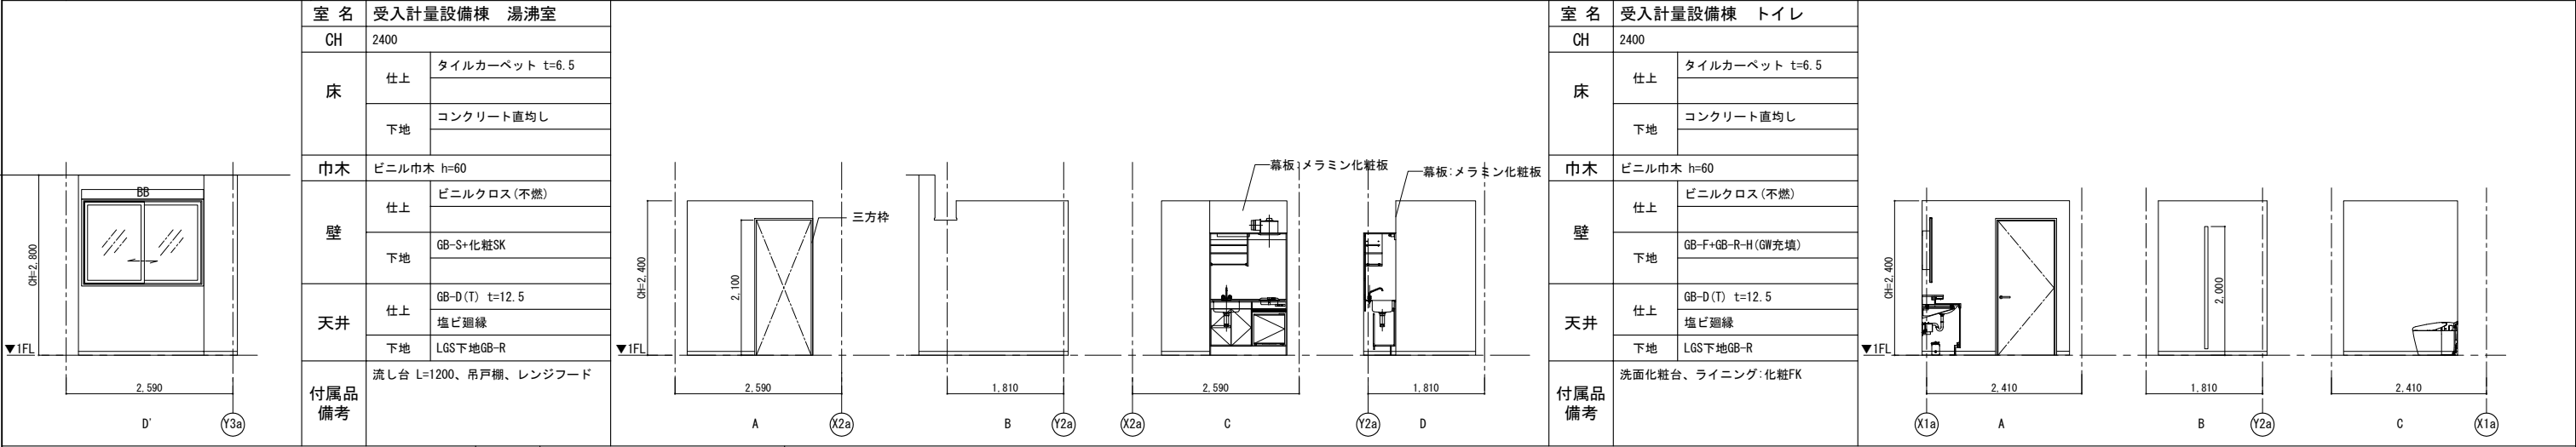 BB
CH=2,800
▼1FL
2,590
D'
Y3a
室 名 受入計量設備棟 湯沸室
CH 2400
床 仕上 タイルカーペット t=6.5
下地 コンクリート直均し
巾木 ビニル巾木 h=60
壁 仕上 ビニルクロス(不燃)
下地 GB-S+化粧SK
天井 仕上 GB-D(T) t=12.5
塩ビ廻縁
下地 LGS下地GB-R
付属品
備考
流し台 L=1200、吊戸棚、レンジフード
CH=2,400
▼1FL
2,100
三方枠
2,590
A
X2a
1,810
B
Y2a
幕板:メラミン化粧板
2,590
X2a
C
幕板:メラミン化粧板
1,810
Y2a
D
室 名 受入計量設備棟 トイレ
CH 2400
床 仕上 タイルカーペット t=6.5
下地 コンクリート直均し
巾木 ビニル巾木 h=60
壁 仕上 ビニルクロス(不燃)
下地 GB-F+GB-R-H(GW充填)
天井 仕上 GB-D(T) t=12.5
塩ビ廻縁
下地 LGS下地GB-R
付属品
備考
洗面化粧台、ライニング:化粧FK
CH=2,400
▼1FL
2,410
X1a
A
2,000
1,810
B
Y2a
2,410
C
X1a